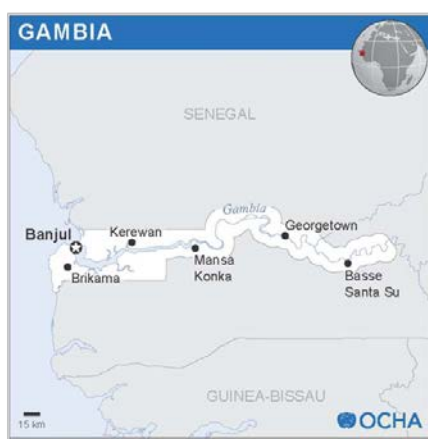 GAMBIA
SENEGAL
Gambia
Banjul
Kerewan
Georgetown
Brikama
Mansa
Konka
Basse
Santa Su
GUINEA-BISSAU
15 km
OCHA